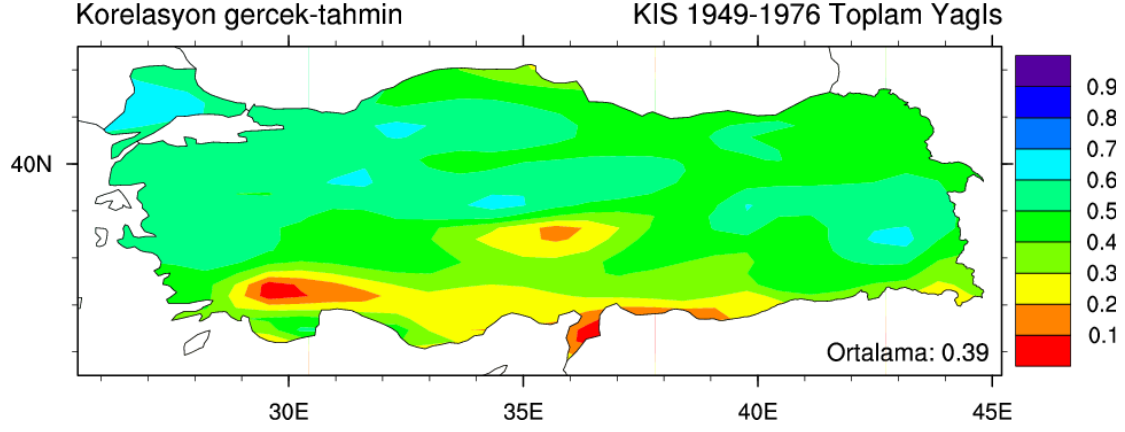 Korelasyon gercek-tahmin
KIS 1949-1976 Toplam YagIs
0.9
0.8
0.7
0.6
0.5
0.4
0.3
0.2
0.1
40N
Ortalama: 0.39
30E
35E
40E
45E